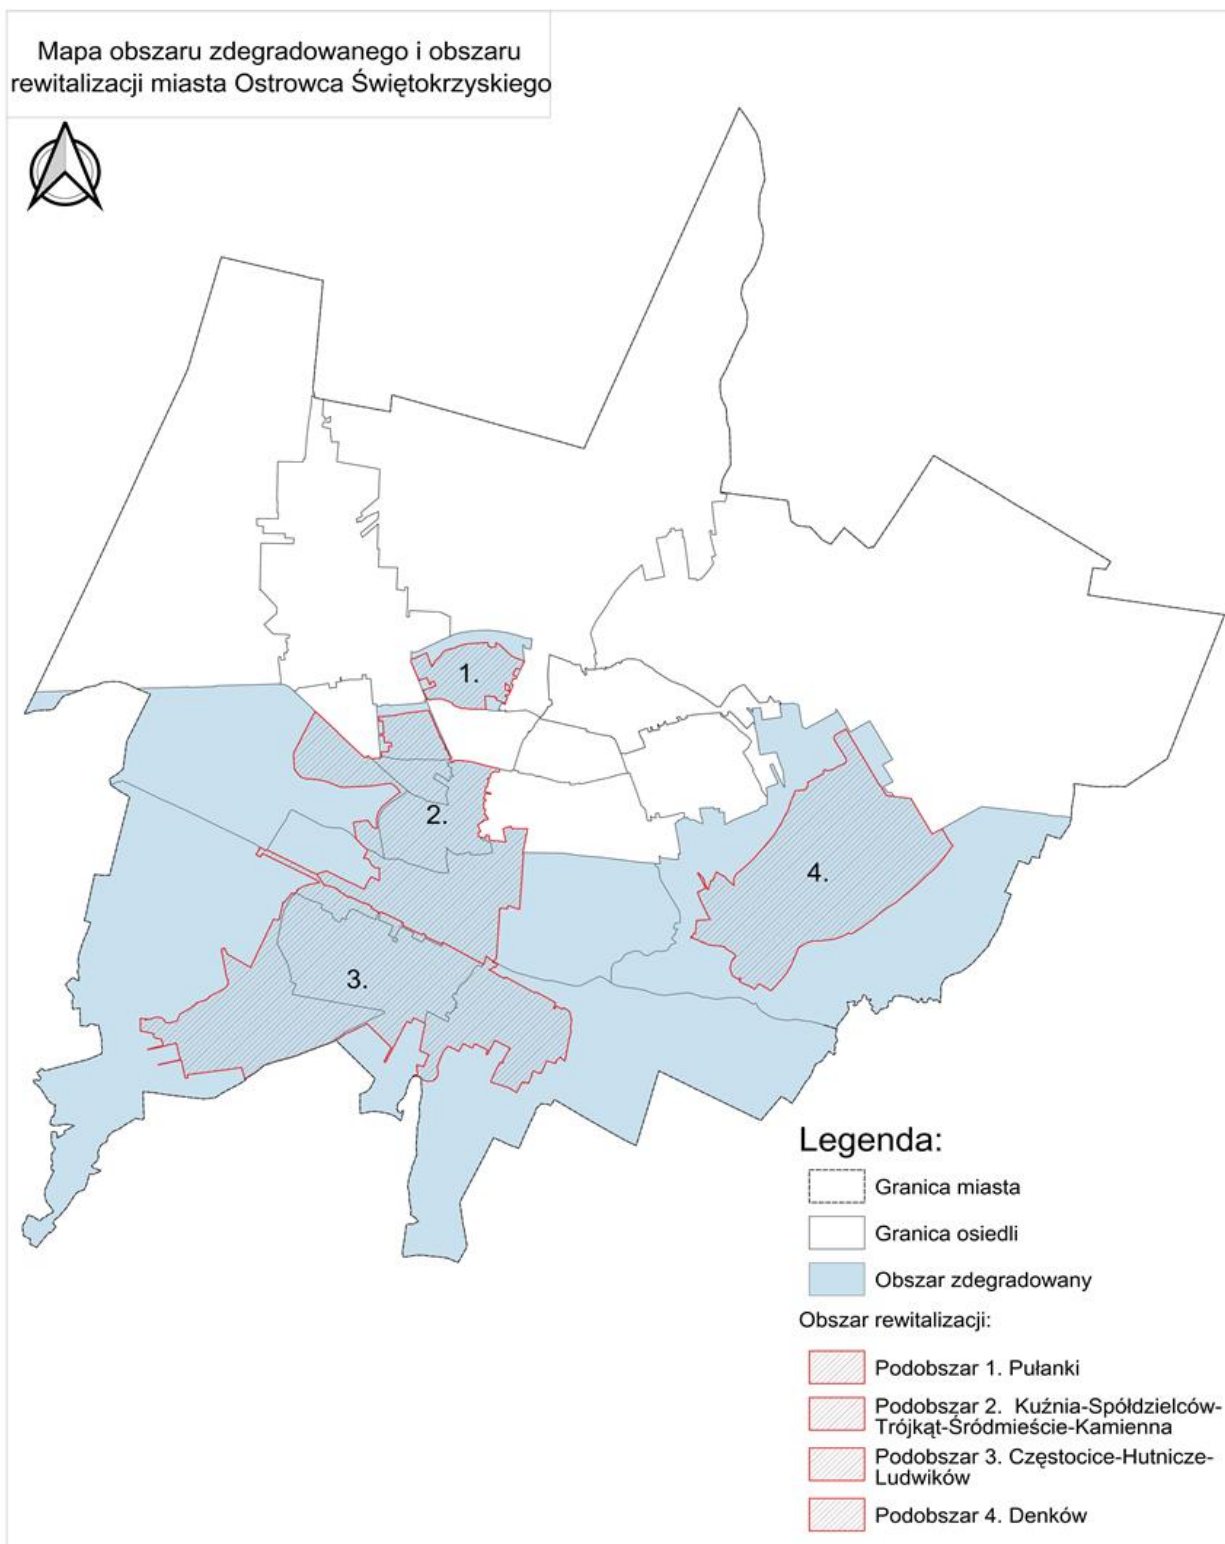 Mapa obszaru zdegradowanego i obszaru
rewitalizacji miasta Ostrowca Świętokrzyskiego
1.
2.
4.
3.
Legenda:
Granica miasta
Granica osiedli
Obszar zdegradowany
Obszar rewitalizacji:
Podobszar 1. Pułanki
Podobszar 2. Kuźnia-Spółdzielców-
Trójkąt-Śródmieście-Kamienna
Podobszar 3. Częstocice-Hutnicze-
Ludwików
Podobszar 4. Denków